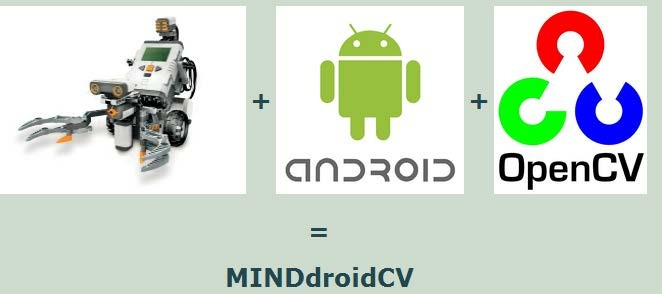 +
+
ANDROID
OpenCV
=
MINDdroidCV